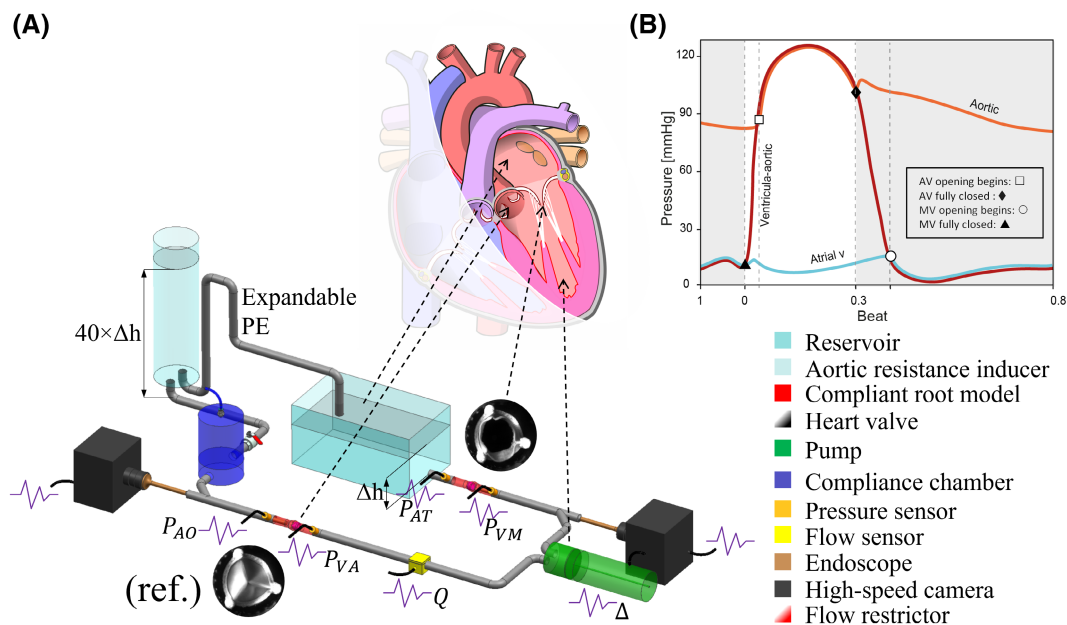 (A)
40×Δh
Expandable
PE
Δh
P_AT
P_VM
P_AO
P_VA
(ref.)
Q
Δ
(B)
Pressure [mmHg]
120
90
60
30
0
1
0
0.3
0.8
Beat
Ventricula-aortic
Aortic
Atrial v
AV opening begins: □
AV fully closed : ♦
MV opening begins: ○
MV fully closed: ▲
Reservoir
Aortic resistance inducer
Compliant root model
Heart valve
Pump
Compliance chamber
Pressure sensor
Flow sensor
Endoscope
High-speed camera
Flow restrictor